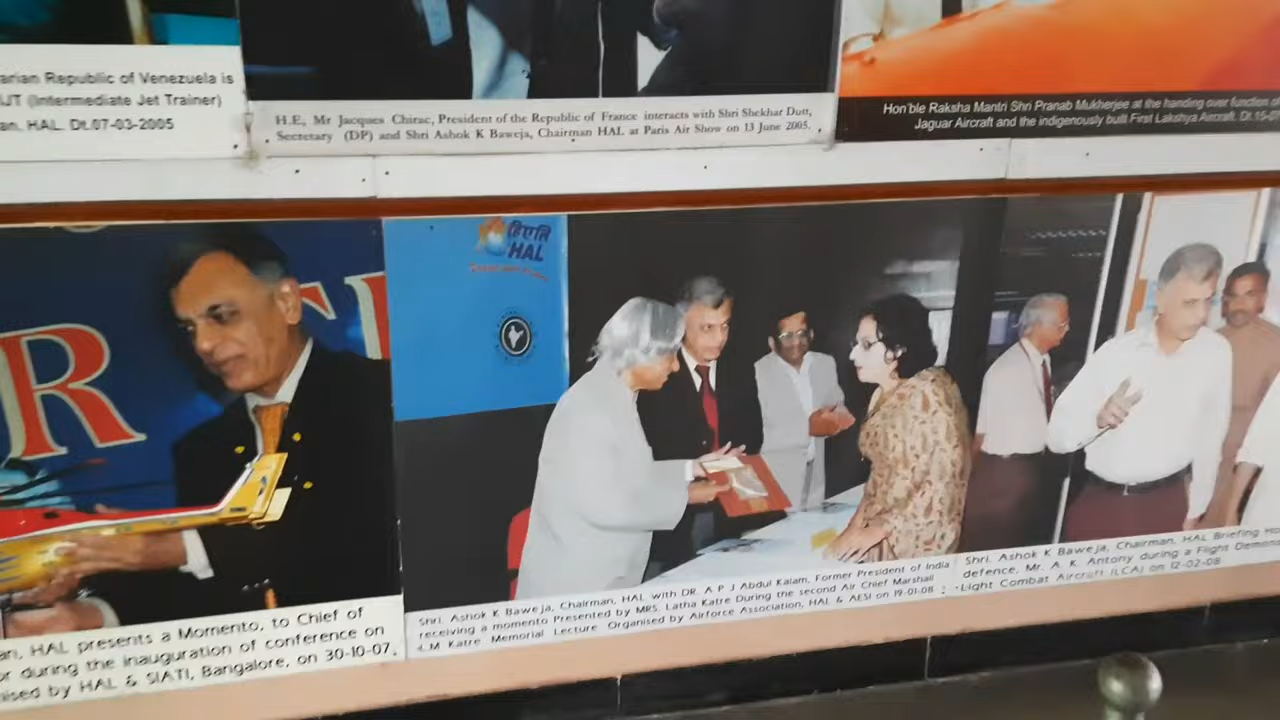 arian Republic of Venezuela is
IJT (Intermediate Jet Trainer)
an, HAL. Dt.07-03-2005
H.E, Mr Jacques Chirac, President of the Republic of France interacts with Shri Shekhar Dutt,
Secretary (DP) and Shri Ashok K Baweja, Chairman HAL at Paris Air Show on 13 June 2005.
Hon'ble Raksha Mantri Shri Pranab Mukherjee at the handing over function of
Jaguar Aircraft and the indigenously built First Lakshya Aircraft. Dt.15-0
R
हिएलि
HAL
an, HAL presents a Momento, to Chief of
or during the inauguration of conference on
nised by HAL & SIATI, Bangalore, on 30-10-07.
Shri. Ashok K Baweja, Chairman, HAL with DR. A P J Abdul Kalam, Former President of India
receiving a momento Presented by MRS. Latha Katre During the second Air Chief Marshall
L.M Katre Memorial Lecture Organised by Airforce Association, HAL & AESI on 19-01-08
Shri. Ashok K Baweja, Chairman, HAL Briefing Ho
defence, Mr. A. K. Antony during a Flight Demons
Light Combat Aircraft (LCA) on 12-02-08